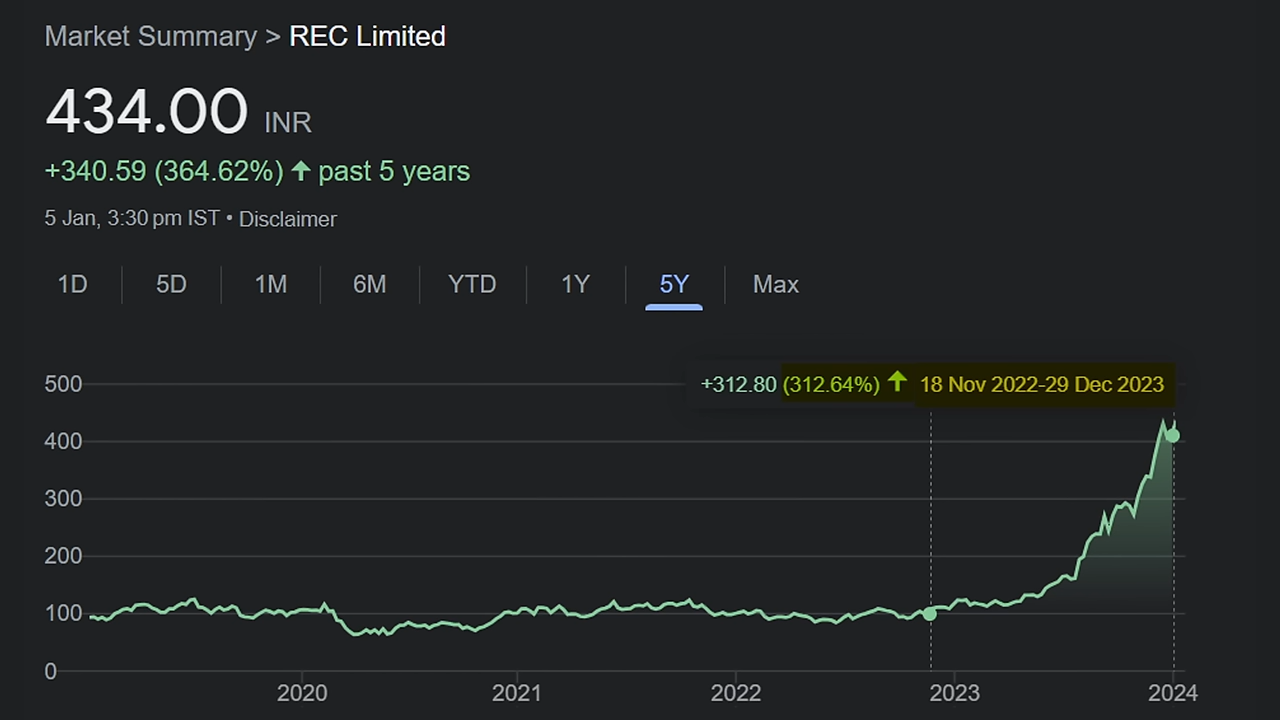 Market Summary > REC Limited
434.00 INR
+340.59 (364.62%) ↑ past 5 years
5 Jan, 3:30 pm IST • Disclaimer
1D 5D 1M 6M YTD 1Y 5Y Max
+312.80 (312.64%) ↑ 18 Nov 2022-29 Dec 2023
500
400
300
200
100
0
2020 2021 2022 2023 2024